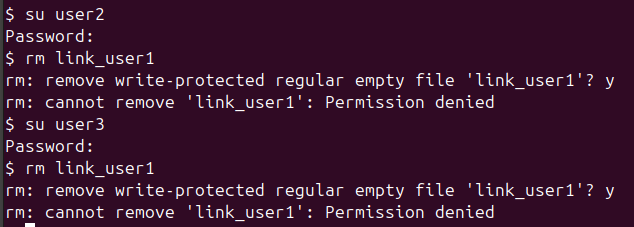 $ su user2
Password:
$ rm link_user1
rm: remove write-protected regular empty file 'link_user1'? y
rm: cannot remove 'link_user1': Permission denied
$ su user3
Password:
$ rm link_user1
rm: remove write-protected regular empty file 'link_user1'? y
rm: cannot remove 'link_user1': Permission denied